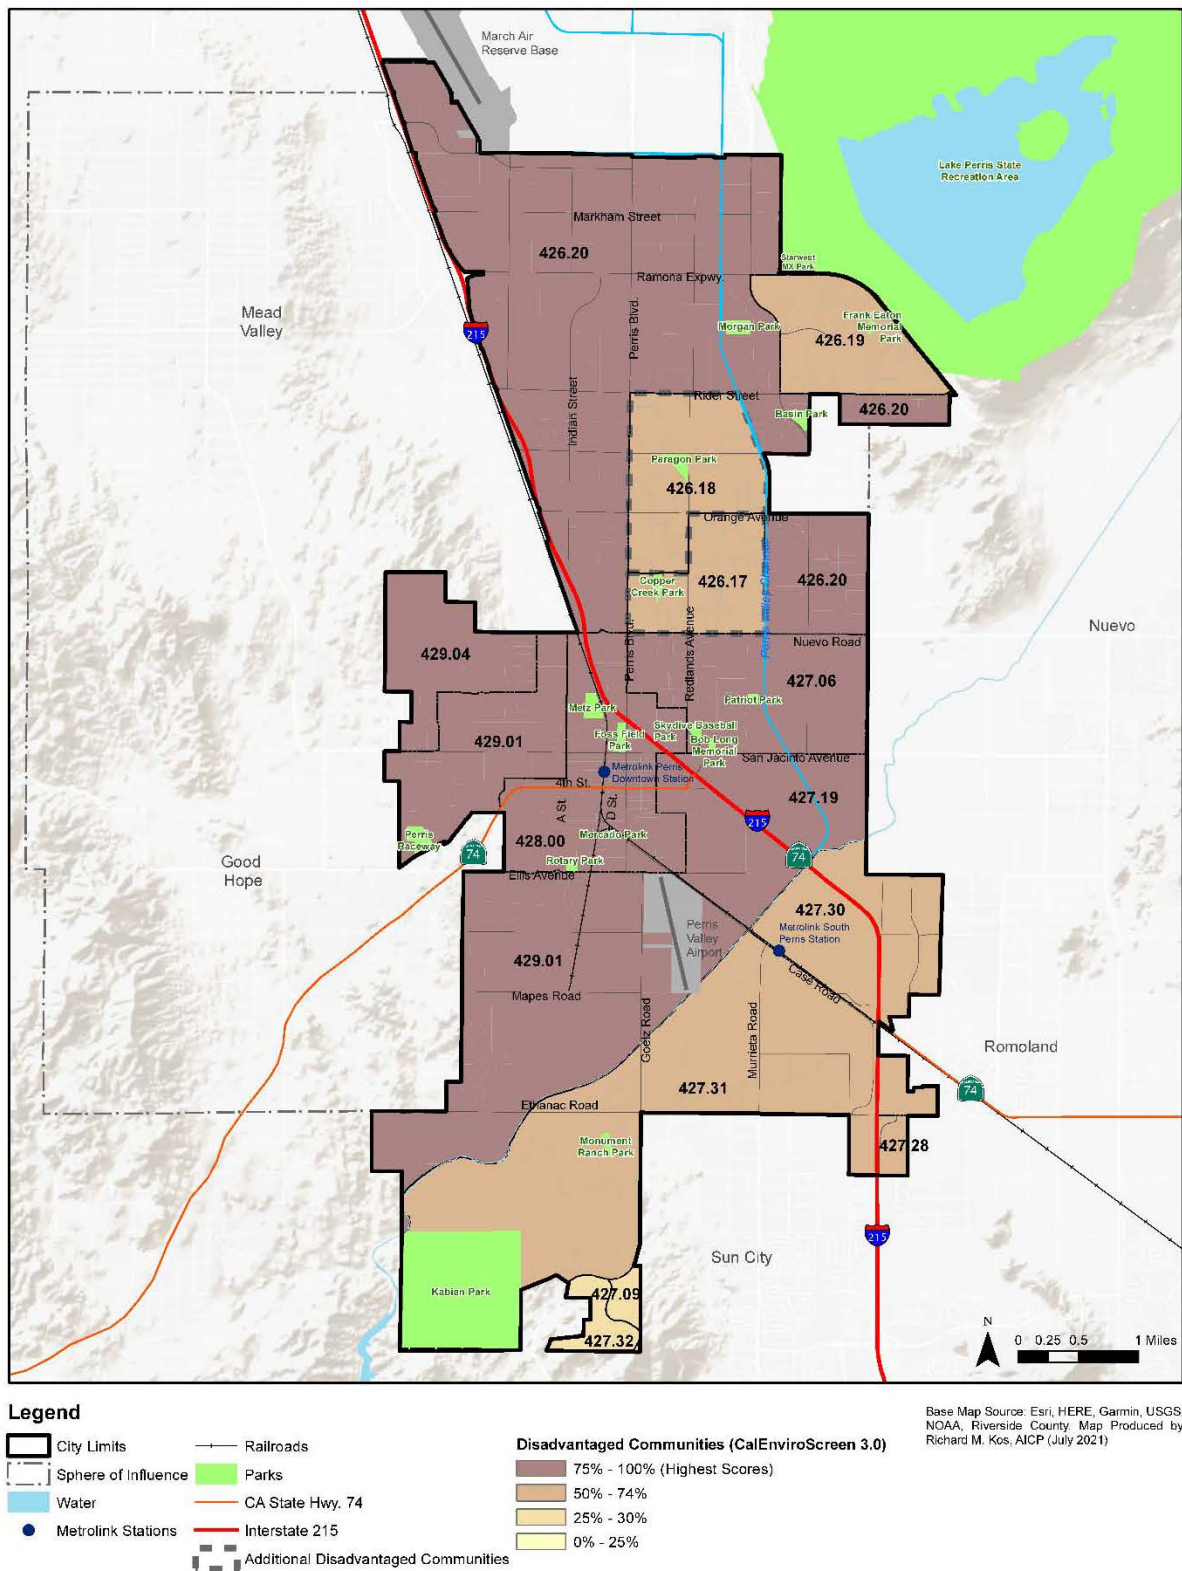 March Air
Reserve Base
Lake Perris State
Recreation Area
Markham Street
426.20
Starwest
MX Park
Ramona Expwy.
Mead
Valley
Perris Blvd.
Morgan Park
Frank Eaton
Memorial
Park
215
426.19
Rider Street
Indian Street
Basin Park
426.20
Paragon Park
426.18
Orange Avenue
Copper
Creek Park
426.17
426.20
Perris Valley Channel
Nuevo
Perris Blvd.
Redlands Avenue
Nuevo Road
429.04
427.06
Metz Park
Patriot Park
Foss Field
Park
Skydive Baseball
Park
Bob Long
Memorial
Park
429.01
San Jacinto Avenue
Metrolink Perris
Downtown Station
4th St.
427.19
A St.
D St.
215
Perris
Raceway
428.00
Mercado Park
74
74
Good
Hope
Rotary Park
Ellis Avenue
427.30
Perris
Valley
Airport
Metrolink South
Perris Station
429.01
Case Road
Mapes Road
Goetz Road
Murrieta Road
Romoland
427.31
74
Ethanac Road
Monument
Ranch Park
427.28
215
Sun City
Kabian Park
427.09
427.32
N
0 0.25 0.5 1 Miles
Legend
City Limits
Sphere of Influence
Water
Metrolink Stations
Railroads
Parks
CA State Hwy. 74
Interstate 215
Additional Disadvantaged Communities
Disadvantaged Communities (CalEnviroScreen 3.0)
75% - 100% (Highest Scores)
50% - 74%
25% - 30%
0% - 25%
Base Map Source: Esri, HERE, Garmin, USGS,
NOAA, Riverside County. Map Produced by
Richard M. Kos, AICP (July 2021)